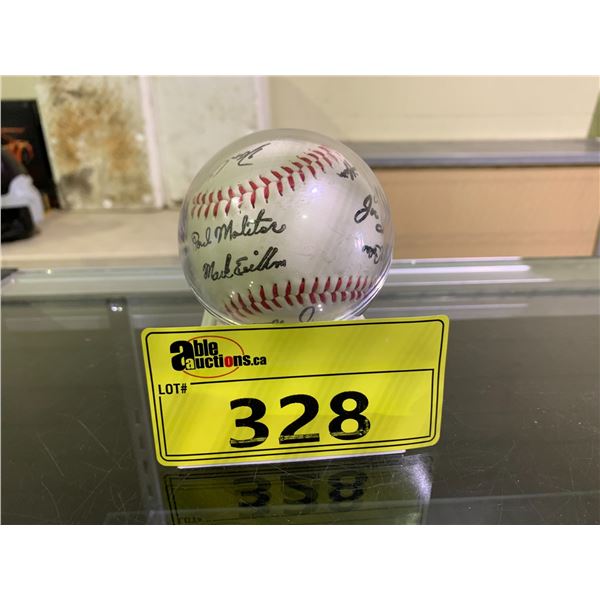 Paul Molitor
Mark Eichhorn
able
auctions.ca
LOT#
328